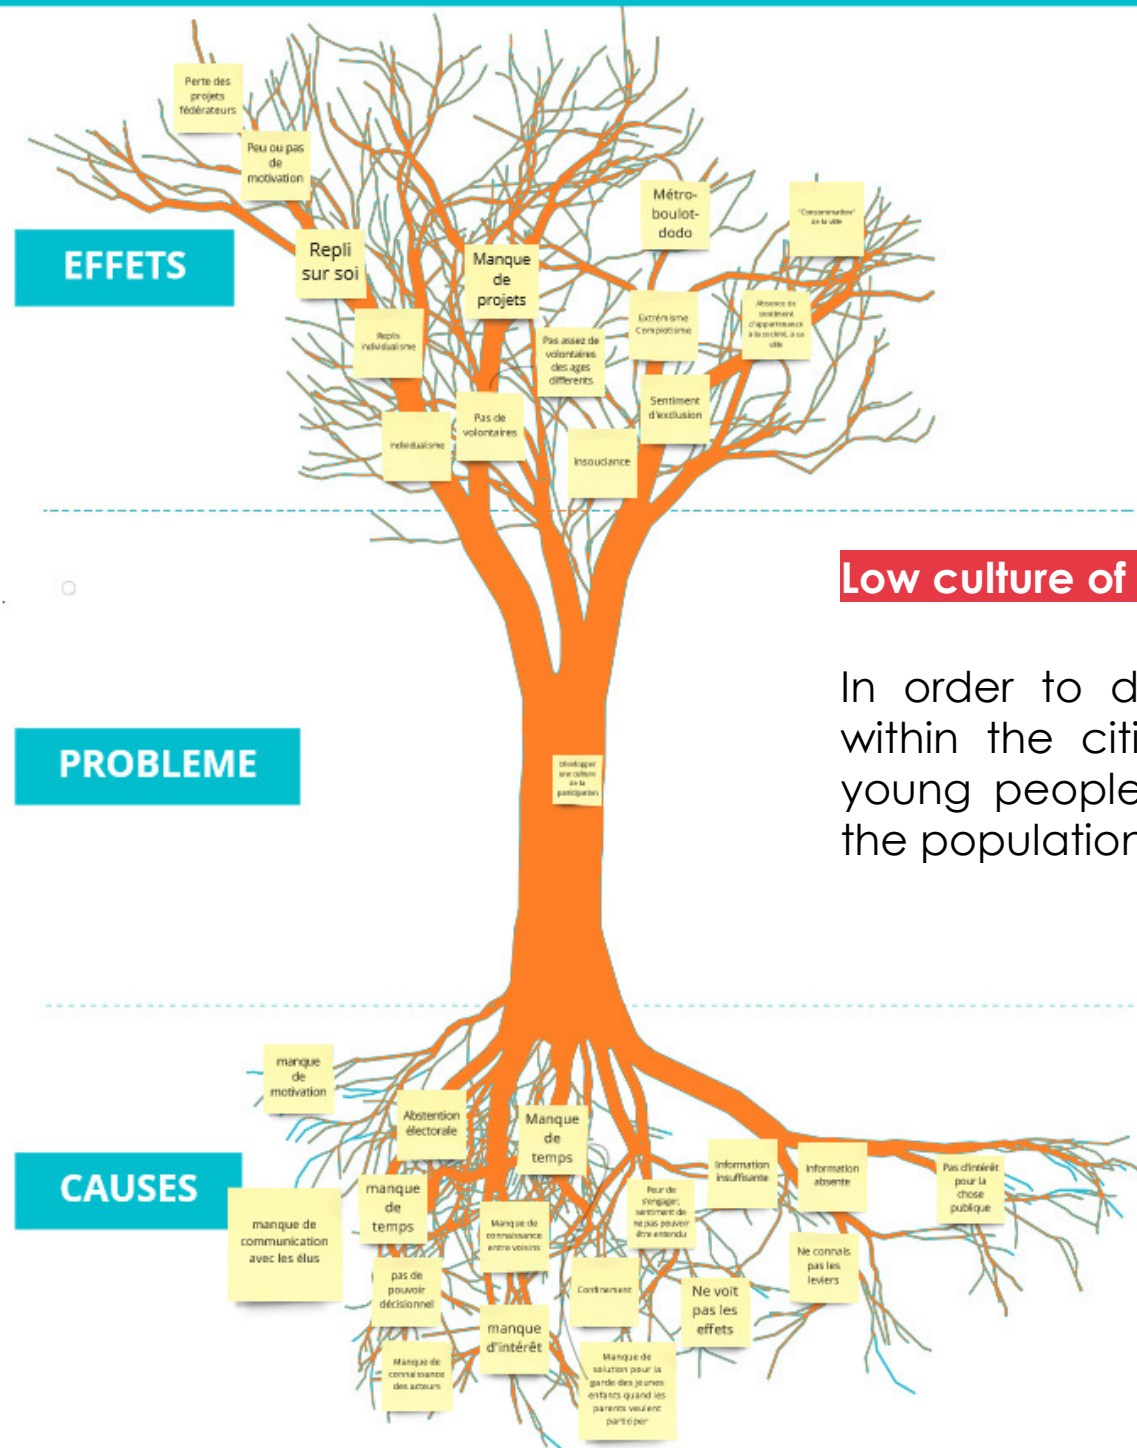 Perte des
projets
fédérateurs
Peu ou pas
de
motivation
Métro-
boulot-
dodo
"Consommation"
de la ville
EFFETS
Repli
sur soi
Manque
de
projets
Replis
individualisme
Pas assez de
volontaires
des ages
differents
Extrémisme
Complotisme
Absence de
sentiment
d'appartenance
à la société, à sa
ville
Sentiment
d'exclusion
Pas de
volontaires
individualisme
Insouciance
Low culture of
In order to d
within the citi
young people
the population
PROBLEME
Développer
une culture
de la
participation
manque
de
motivation
Abstention
électorale
Manque
de
temps
Information
insuffisante
Information
absente
Pas d'intérêt
pour la
chose
publique
CAUSES
manque
de
temps
Peur de
s'engager,
sentiment de
ne pas pouvoir
être entendu
manque de
communication
avec les élus
Manque de
connaissance
entre voisins
Ne connais
pas les
leviers
pas de
pouvoir
décisionnel
Confinement
Ne voit
pas les
effets
manque
d'intérêt
Manque de
connaissance
des acteurs
Manque de
solution pour la
garde des jeunes
enfants quand les
parents veulent
participer